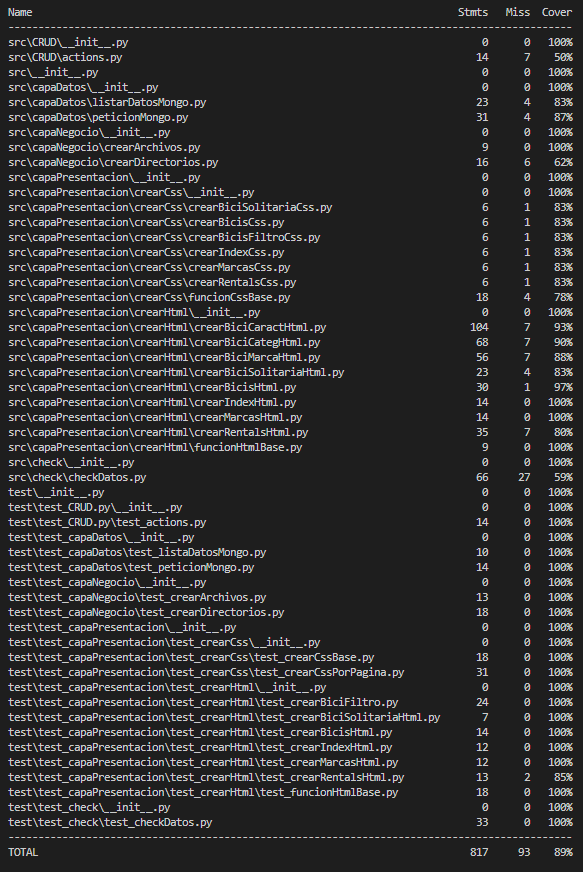 Name Stmts Miss Cover
--------------------------------------------------------------------------------
src\CRUD\__init__.py 0 0 100%
src\CRUD\actions.py 14 7 50%
src\__init__.py 0 0 100%
src\capaDatos\__init__.py 0 0 100%
src\capaDatos\listarDatosMongo.py 23 4 83%
src\capaDatos\peticionMongo.py 31 4 87%
src\capaNegocio\__init__.py 0 0 100%
src\capaNegocio\crearArchivos.py 9 0 100%
src\capaNegocio\crearDirectorios.py 16 6 62%
src\capaPresentacion\__init__.py 0 0 100%
src\capaPresentacion\crearCss\__init__.py 0 0 100%
src\capaPresentacion\crearCss\crearBiciSolitariaCss.py 6 1 83%
src\capaPresentacion\crearCss\crearBicisCss.py 6 1 83%
src\capaPresentacion\crearCss\crearBicisFiltroCss.py 6 1 83%
src\capaPresentacion\crearCss\crearIndexCss.py 6 1 83%
src\capaPresentacion\crearCss\crearMarcasCss.py 6 1 83%
src\capaPresentacion\crearCss\crearRentalsCss.py 6 1 83%
src\capaPresentacion\crearCss\funcionCssBase.py 18 4 78%
src\capaPresentacion\crearHtml\__init__.py 0 0 100%
src\capaPresentacion\crearHtml\crearBiciCaractHtml.py 104 7 93%
src\capaPresentacion\crearHtml\crearBiciCategHtml.py 68 7 90%
src\capaPresentacion\crearHtml\crearBiciMarcaHtml.py 56 7 88%
src\capaPresentacion\crearHtml\crearBiciSolitariaHtml.py 23 4 83%
src\capaPresentacion\crearHtml\crearBicisHtml.py 30 1 97%
src\capaPresentacion\crearHtml\crearIndexHtml.py 14 0 100%
src\capaPresentacion\crearHtml\crearMarcasHtml.py 14 0 100%
src\capaPresentacion\crearHtml\crearRentalsHtml.py 35 7 80%
src\capaPresentacion\crearHtml\funcionHtmlBase.py 9 0 100%
src\check\__init__.py 0 0 100%
src\check\checkDatos.py 66 27 59%
test\__init__.py 0 0 100%
test\test_CRUD.py\__init__.py 0 0 100%
test\test_CRUD.py\test_actions.py 14 0 100%
test\test_capaDatos\__init__.py 0 0 100%
test\test_capaDatos\test_listaDatosMongo.py 10 0 100%
test\test_capaDatos\test_peticionMongo.py 14 0 100%
test\test_capaNegocio\__init__.py 0 0 100%
test\test_capaNegocio\test_crearArchivos.py 13 0 100%
test\test_capaNegocio\test_crearDirectorios.py 18 0 100%
test\test_capaPresentacion\__init__.py 0 0 100%
test\test_capaPresentacion\test_crearCss\__init__.py 0 0 100%
test\test_capaPresentacion\test_crearCss\test_crearCssBase.py 18 0 100%
test\test_capaPresentacion\test_crearCss\test_crearCssPorPagina.py 31 0 100%
test\test_capaPresentacion\test_crearHtml\__init__.py 0 0 100%
test\test_capaPresentacion\test_crearHtml\test_crearBiciFiltro.py 24 0 100%
test\test_capaPresentacion\test_crearHtml\test_crearBiciSolitariaHtml.py 7 0 100%
test\test_capaPresentacion\test_crearHtml\test_crearBicisHtml.py 14 0 100%
test\test_capaPresentacion\test_crearHtml\test_crearIndexHtml.py 12 0 100%
test\test_capaPresentacion\test_crearHtml\test_crearMarcasHtml.py 12 0 100%
test\test_capaPresentacion\test_crearHtml\test_crearRentalsHtml.py 13 2 85%
test\test_capaPresentacion\test_crearHtml\test_funcionHtmlBase.py 18 0 100%
test\test_check\__init__.py 0 0 100%
test\test_check\test_checkDatos.py 33 0 100%
--------------------------------------------------------------------------------
TOTAL 817 93 89%